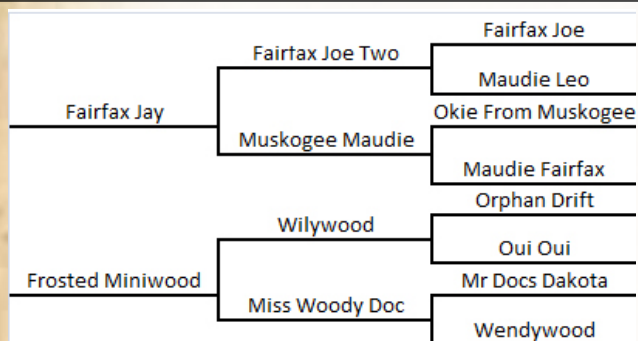 Fairfax Joe
Fairfax Joe Two
Maudie Leo
Fairfax Jay
Okie From Muskogee
Muskogee Maudie
Maudie Fairfax
Orphan Drift
Wilywood
Oui Oui
Frosted Miniwood
Mr Docs Dakota
Miss Woody Doc
Wendywood